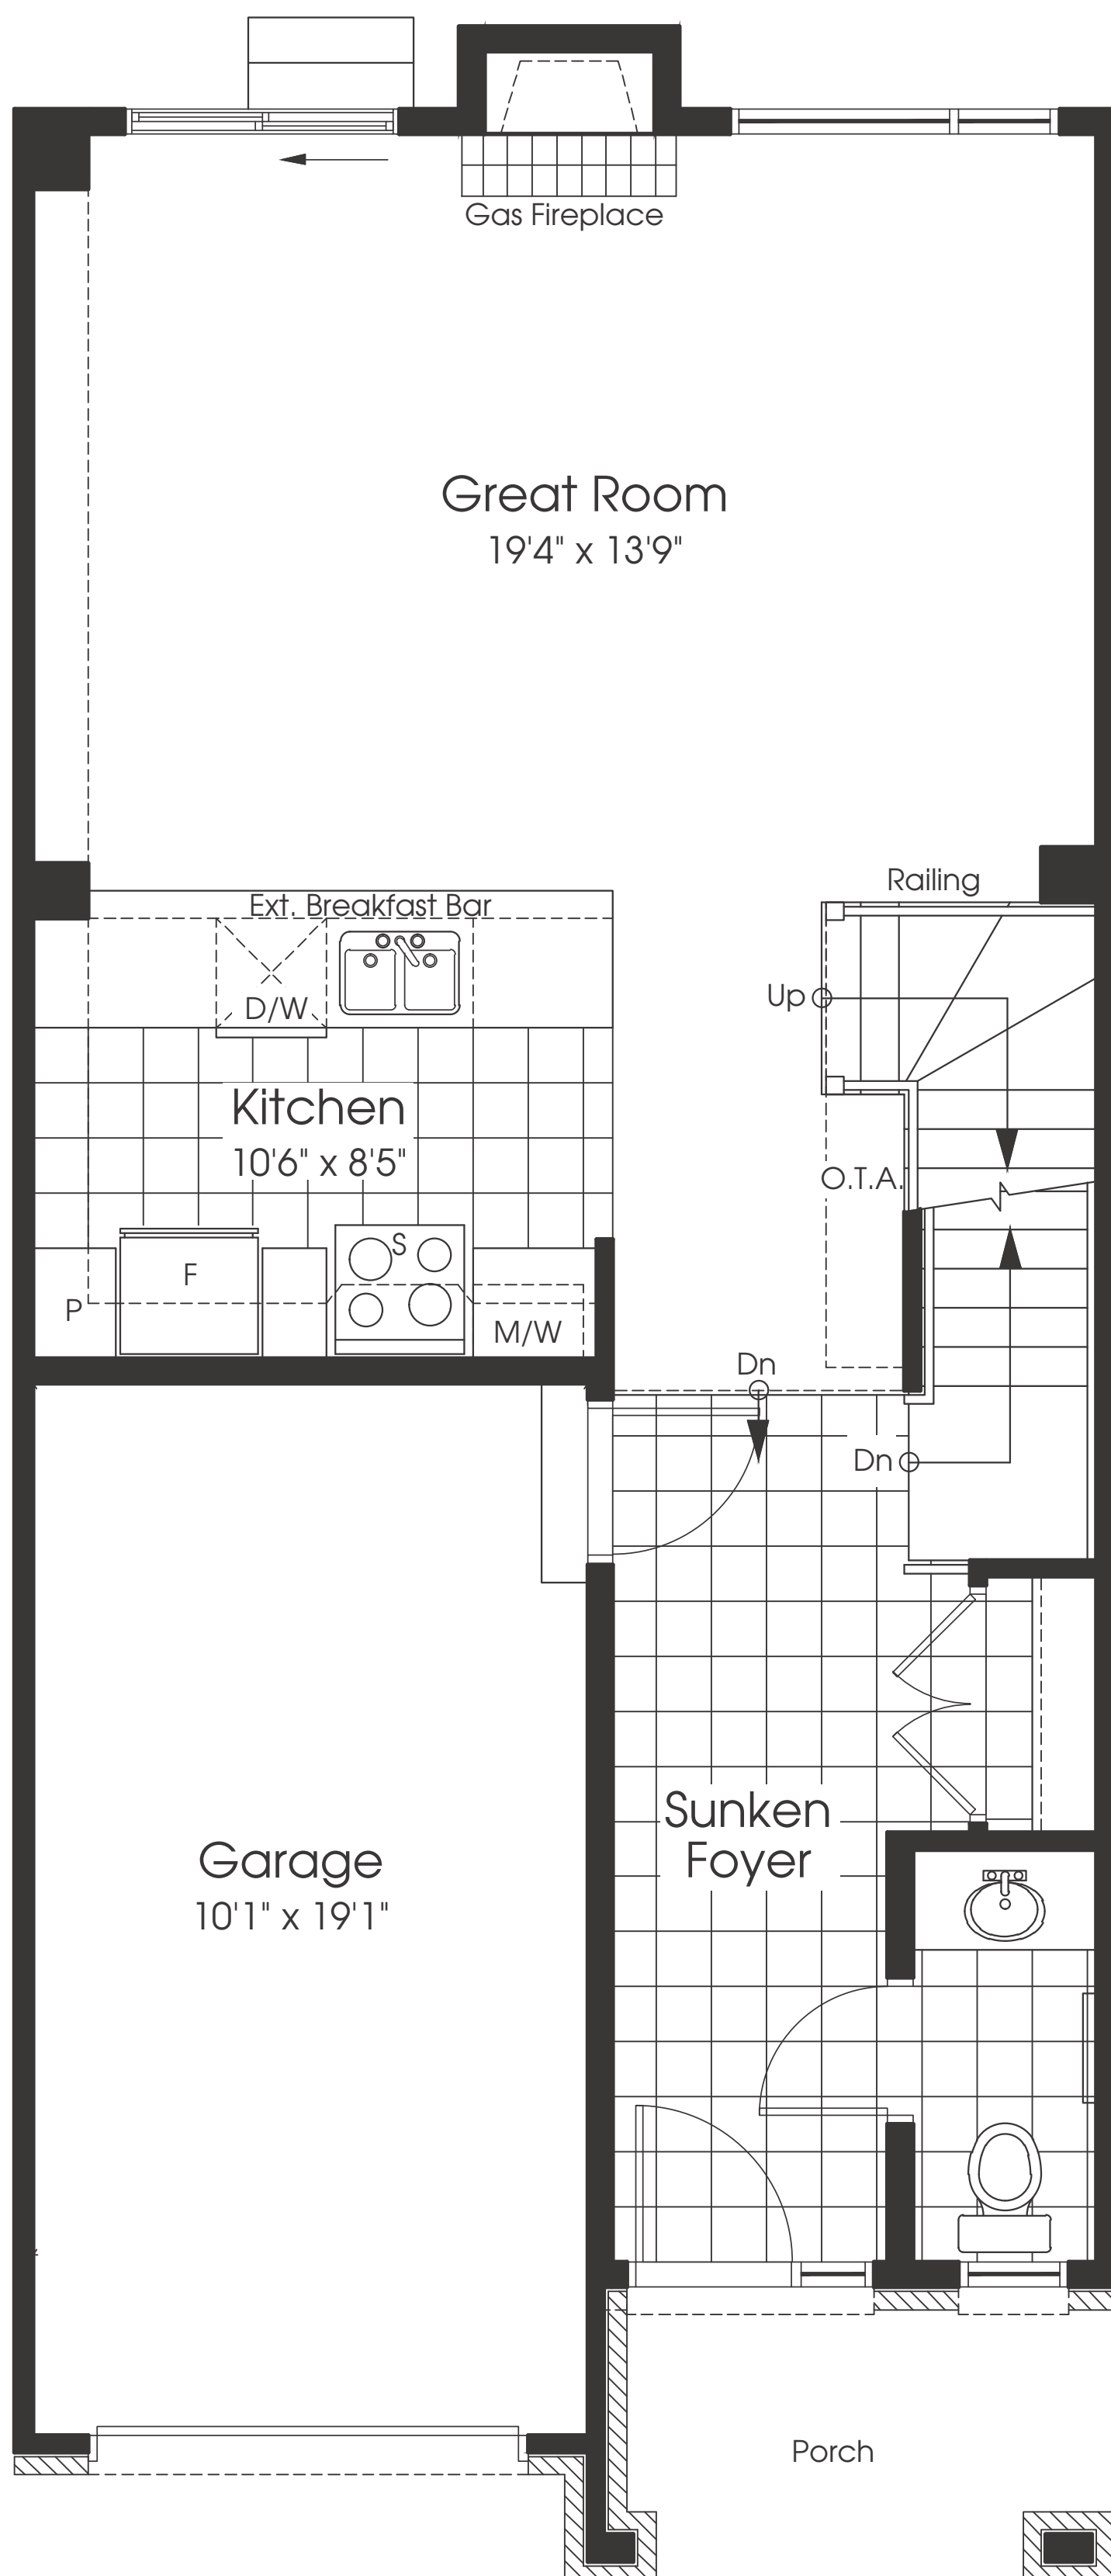 Gas Fireplace
Great Room
19'4" x 13'9"
Railing
Ext. Breakfast Bar
Up
D/W
Kitchen
10'6" x 8'5"
O.T.A.
S
F
P
M/W
Dn
Dn
Sunken
Foyer
Garage
10'1" x 19'1"
Porch